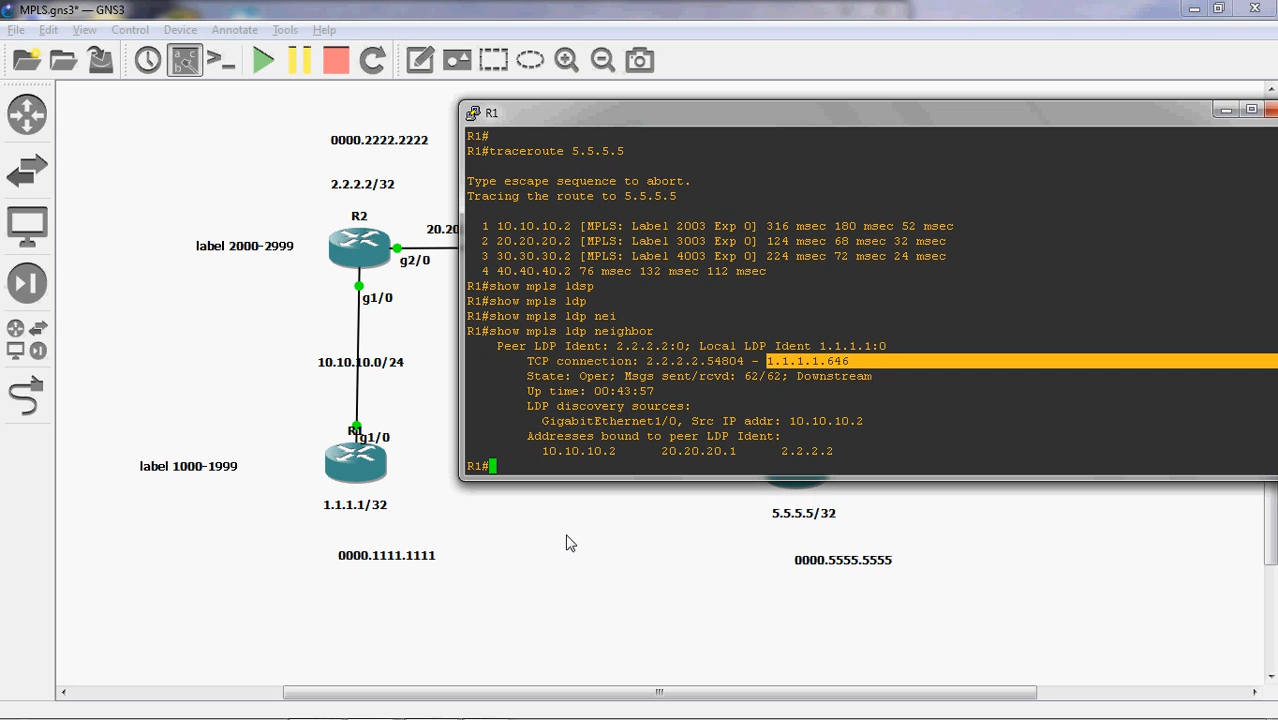 MPLS.gns3* — GNS3
File Edit View Control Device Annotate Tools Help
0000.2222.2222
2.2.2.2/32
R2
label 2000-2999
20.20
g2/0
g1/0
10.10.10.0/24
R1
g1/0
label 1000-1999
1.1.1.1/32
0000.1111.1111
R1
R1#
R1#traceroute 5.5.5.5
Type escape sequence to abort.
Tracing the route to 5.5.5.5
1 10.10.10.2 [MPLS: Label 2003 Exp 0] 316 msec 180 msec 52 msec
2 20.20.20.2 [MPLS: Label 3003 Exp 0] 124 msec 68 msec 32 msec
3 30.30.30.2 [MPLS: Label 4003 Exp 0] 224 msec 72 msec 24 msec
4 40.40.40.2 76 msec 132 msec 112 msec
R1#show mpls ldsp
R1#show mpls ldp
R1#show mpls ldp nei
R1#show mpls ldp neighbor
Peer LDP Ident: 2.2.2.2:0; Local LDP Ident 1.1.1.1:0
TCP connection: 2.2.2.2.54804 - 1.1.1.1.646
State: Oper; Msgs sent/rcvd: 62/62; Downstream
Up time: 00:43:57
LDP discovery sources:
GigabitEthernet1/0, Src IP addr: 10.10.10.2
Addresses bound to peer LDP Ident:
10.10.10.2 20.20.20.1 2.2.2.2
R1#
5.5.5.5/32
0000.5555.5555